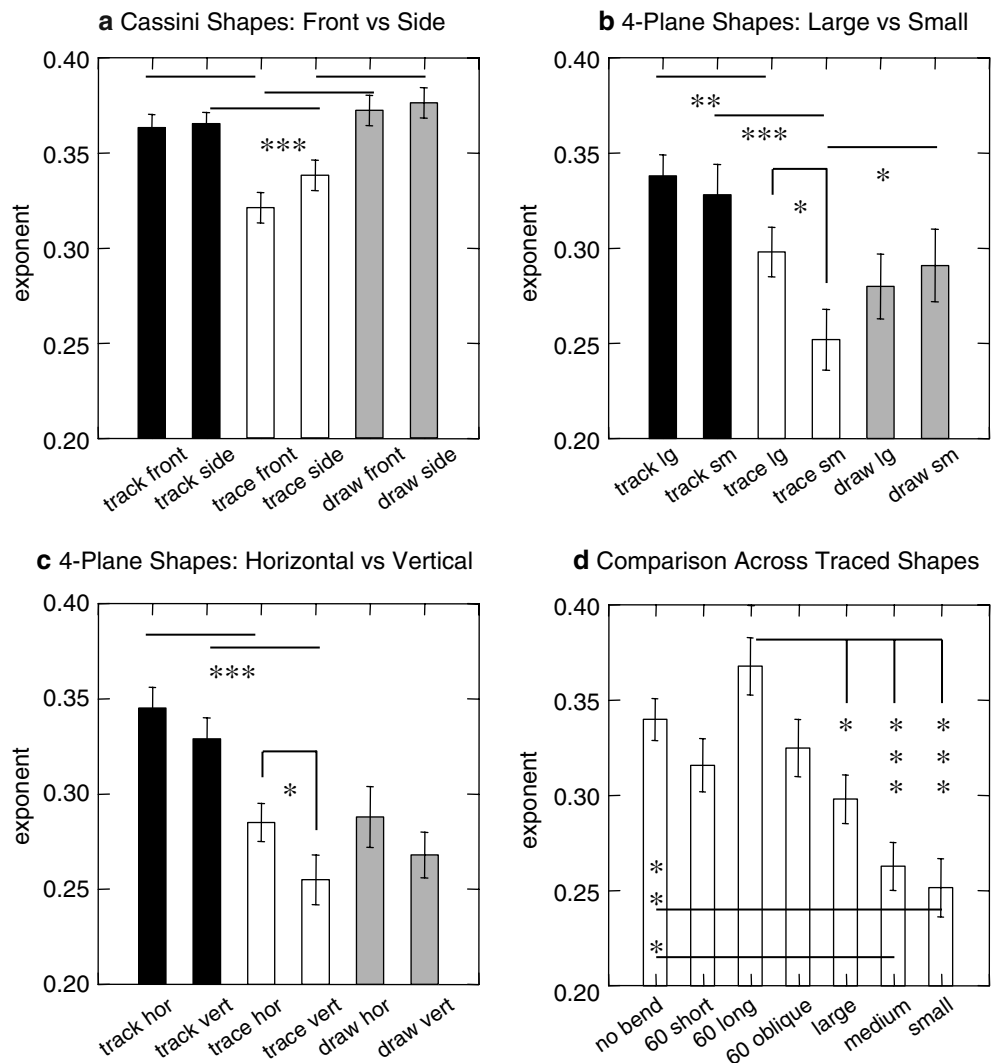 a Cassini Shapes: Front vs Side
0.40
0.35
0.30
0.25
0.20
exponent
***
track front
track side
trace front
trace side
draw front
draw side
b 4-Plane Shapes: Large vs Small
0.40
0.35
0.30
0.25
0.20
exponent
**
***
*
*
track lg
track sm
trace lg
trace sm
draw lg
draw sm
c 4-Plane Shapes: Horizontal vs Vertical
0.40
0.35
0.30
0.25
0.20
exponent
***
*
track hor
track vert
trace hor
trace vert
draw hor
draw vert
d Comparison Across Traced Shapes
0.40
0.35
0.30
0.25
0.20
exponent
*
***
***
**
*
no bend
60 short
60 long
60 oblique
large
medium
small